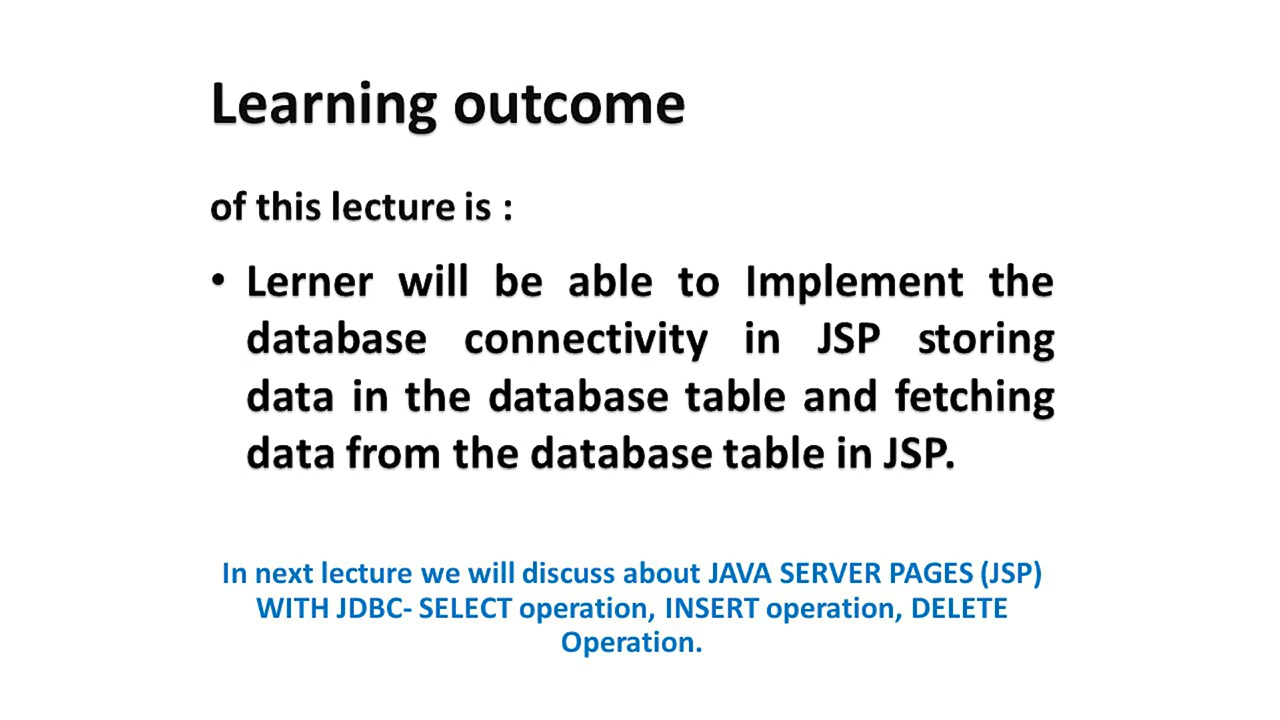 Learning outcome
of this lecture is :
• Lerner will be able to Implement the
database connectivity in JSP storing
data in the database table and fetching
data from the database table in JSP.
In next lecture we will discuss about JAVA SERVER PAGES (JSP)
WITH JDBC- SELECT operation, INSERT operation, DELETE
Operation.